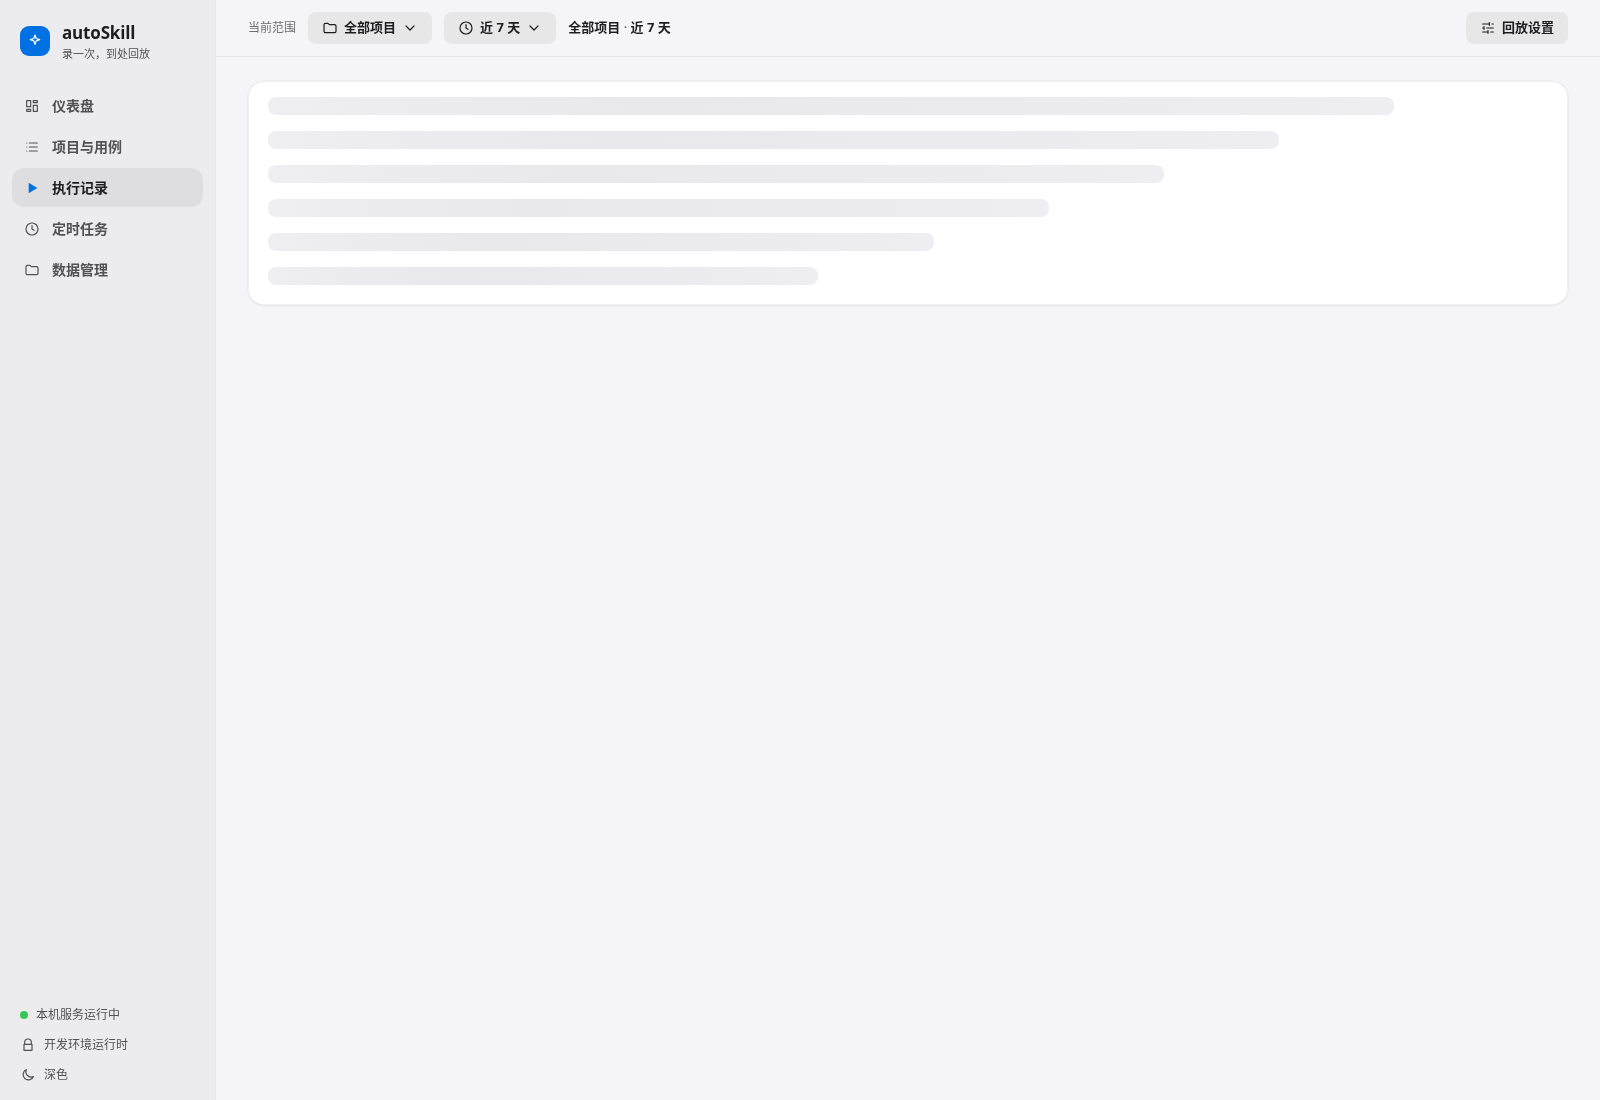 autoSkill
录一次，到处回放
仪表盘
项目与用例
执行记录
定时任务
数据管理
本机服务运行中
开发环境运行时
深色
当前范围
全部项目
近 7 天
全部项目 · 近 7 天
回放设置